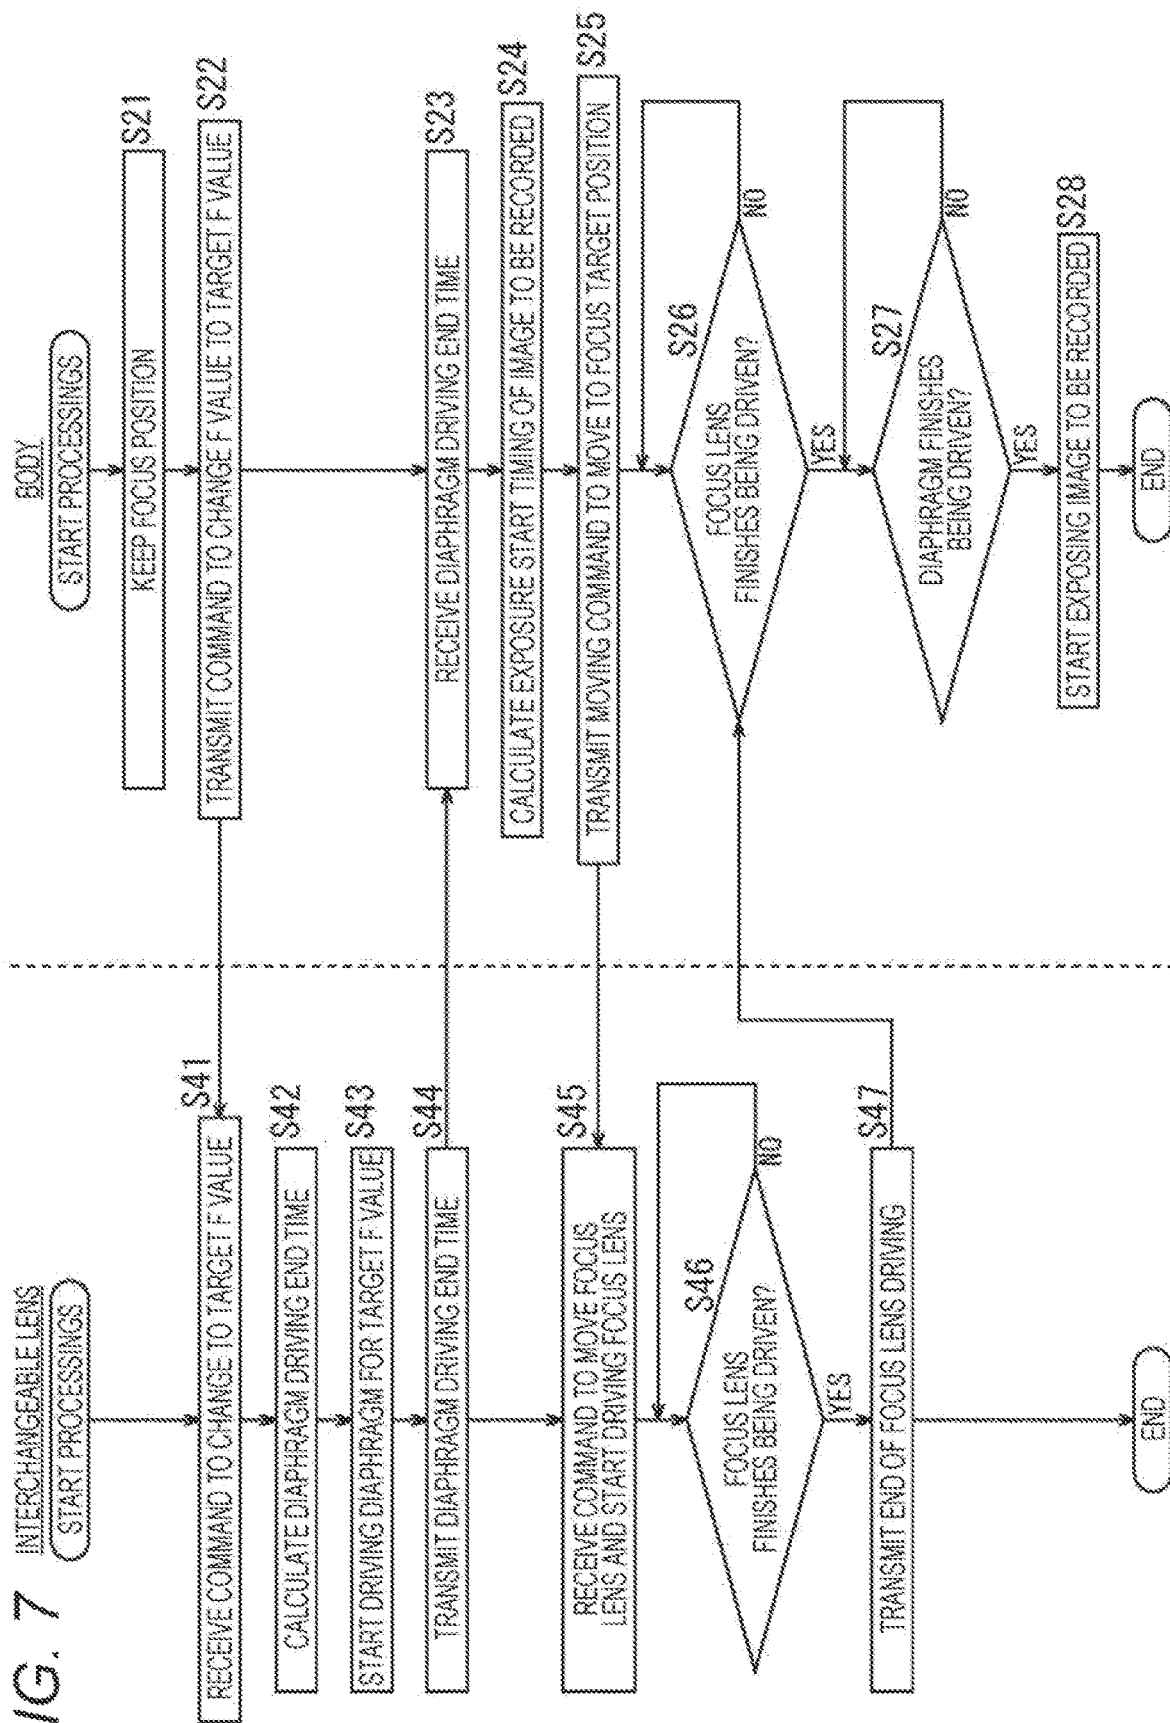 IG. 7
INTERCHANGEABLE LENS
START PROCESSINGS
RECEIVE COMMAND TO CHANGE TO TARGET F VALUE
S41
CALCULATE DIAPHRAGM DRIVING END TIME
S42
START DRIVING DIAPHRAGM FOR TARGET F VALUE
S43
TRANSMIT DIAPHRAGM DRIVING END TIME
S44
RECEIVE COMMAND TO MOVE FOCUS
LENS AND START DRIVING FOCUS LENS
S45
FOCUS LENS
FINISHES BEING DRIVEN?
S46
NO
YES
TRANSMIT END OF FOCUS LENS DRIVING
S47
END
BODY
START PROCESSINGS
KEEP FOCUS POSITION
S21
TRANSMIT COMMAND TO CHANGE F VALUE TO TARGET F VALUE
S22
RECEIVE DIAPHRAGM DRIVING END TIME
S23
CALCULATE EXPOSURE START TIMING OF IMAGE TO BE RECORDED
S24
TRANSMIT MOVING COMMAND TO MOVE TO FOCUS TARGET POSITION
S25
FOCUS LENS
FINISHES BEING DRIVEN?
S26
NO
YES
DIAPHRAGM FINISHES
BEING DRIVEN?
S27
NO
YES
START EXPOSING IMAGE TO BE RECORDED
S28
END